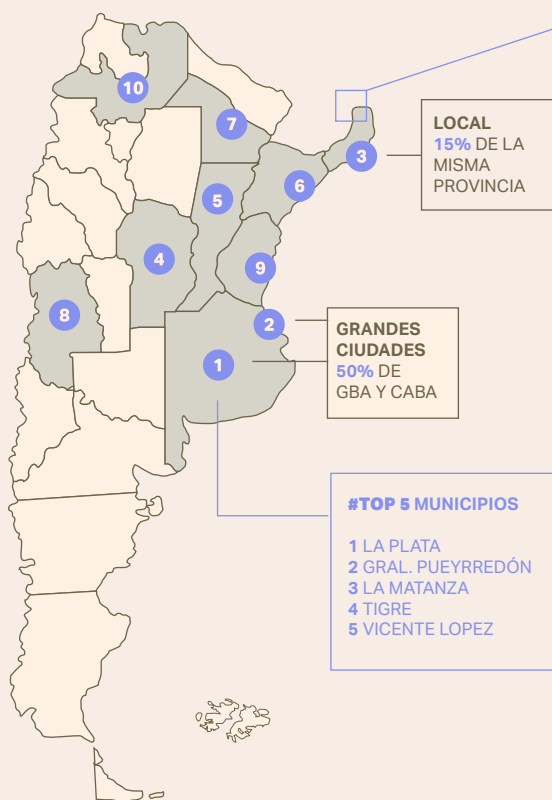 10
7
3
LOCAL
15% DE LA
MISMA
PROVINCIA
6
5
4
9
8
2
1
GRANDES
CIUDADES
50% DE
GBA Y CABA
#TOP 5 MUNICIPIOS
1 LA PLATA
2 GRAL. PUEYRREDÓN
3 LA MATANZA
4 TIGRE
5 VICENTE LOPEZ